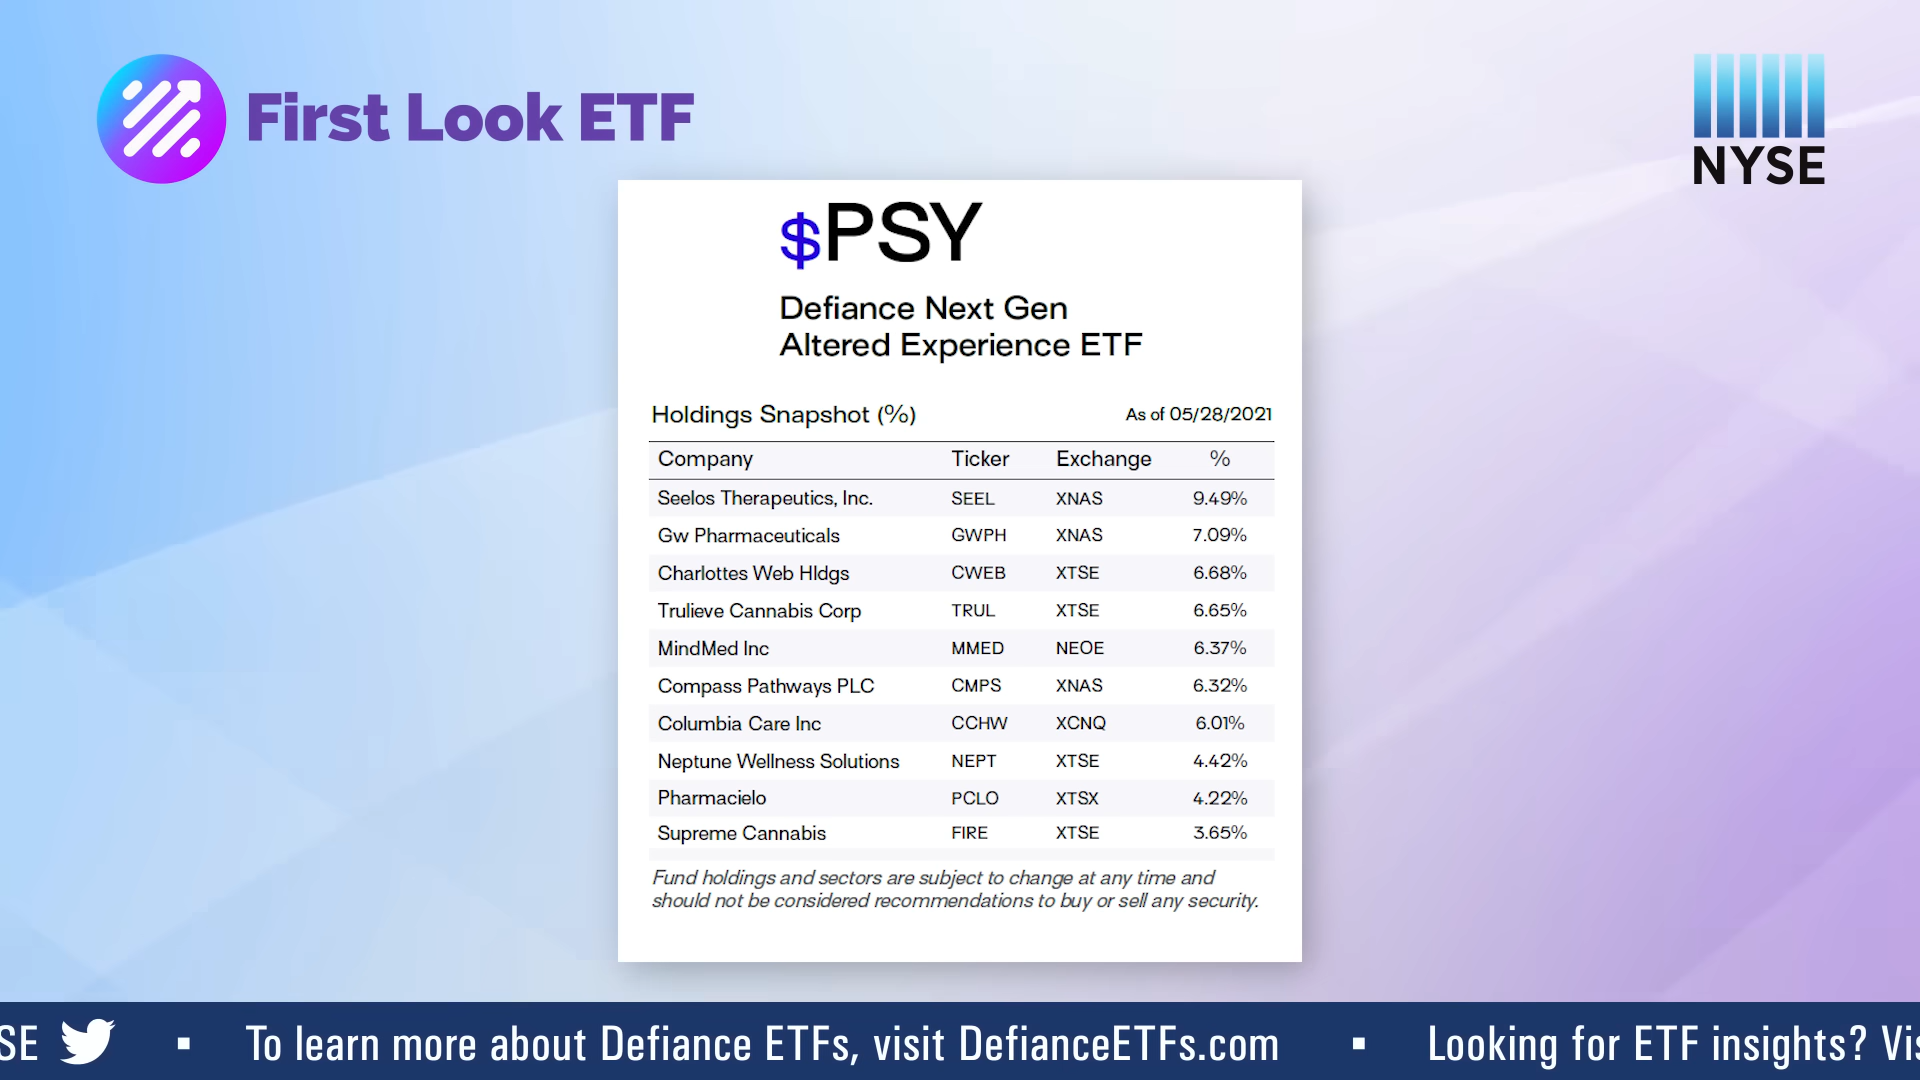 First Look ETF
NYSE
$PSY
Defiance Next Gen
Altered Experience ETF
Holdings Snapshot (%) As of 05/28/2021
Company Ticker Exchange %
Seelos Therapeutics, Inc. SEEL XNAS 9.49%
Gw Pharmaceuticals GWPH XNAS 7.09%
Charlottes Web Hldgs CWEB XTSE 6.68%
Trulieve Cannabis Corp TRUL XTSE 6.65%
MindMed Inc MMED NEOE 6.37%
Compass Pathways PLC CMPS XNAS 6.32%
Columbia Care Inc CCHW XCNQ 6.01%
Neptune Wellness Solutions NEPT XTSE 4.42%
Pharmacielo PCLO XTSX 4.22%
Supreme Cannabis FIRE XTSE 3.65%
Fund holdings and sectors are subject to change at any time and
should not be considered recommendations to buy or sell any security.
SE ▪ To learn more about Defiance ETFs, visit DefianceETFs.com ▪ Looking for ETF insights? Vis